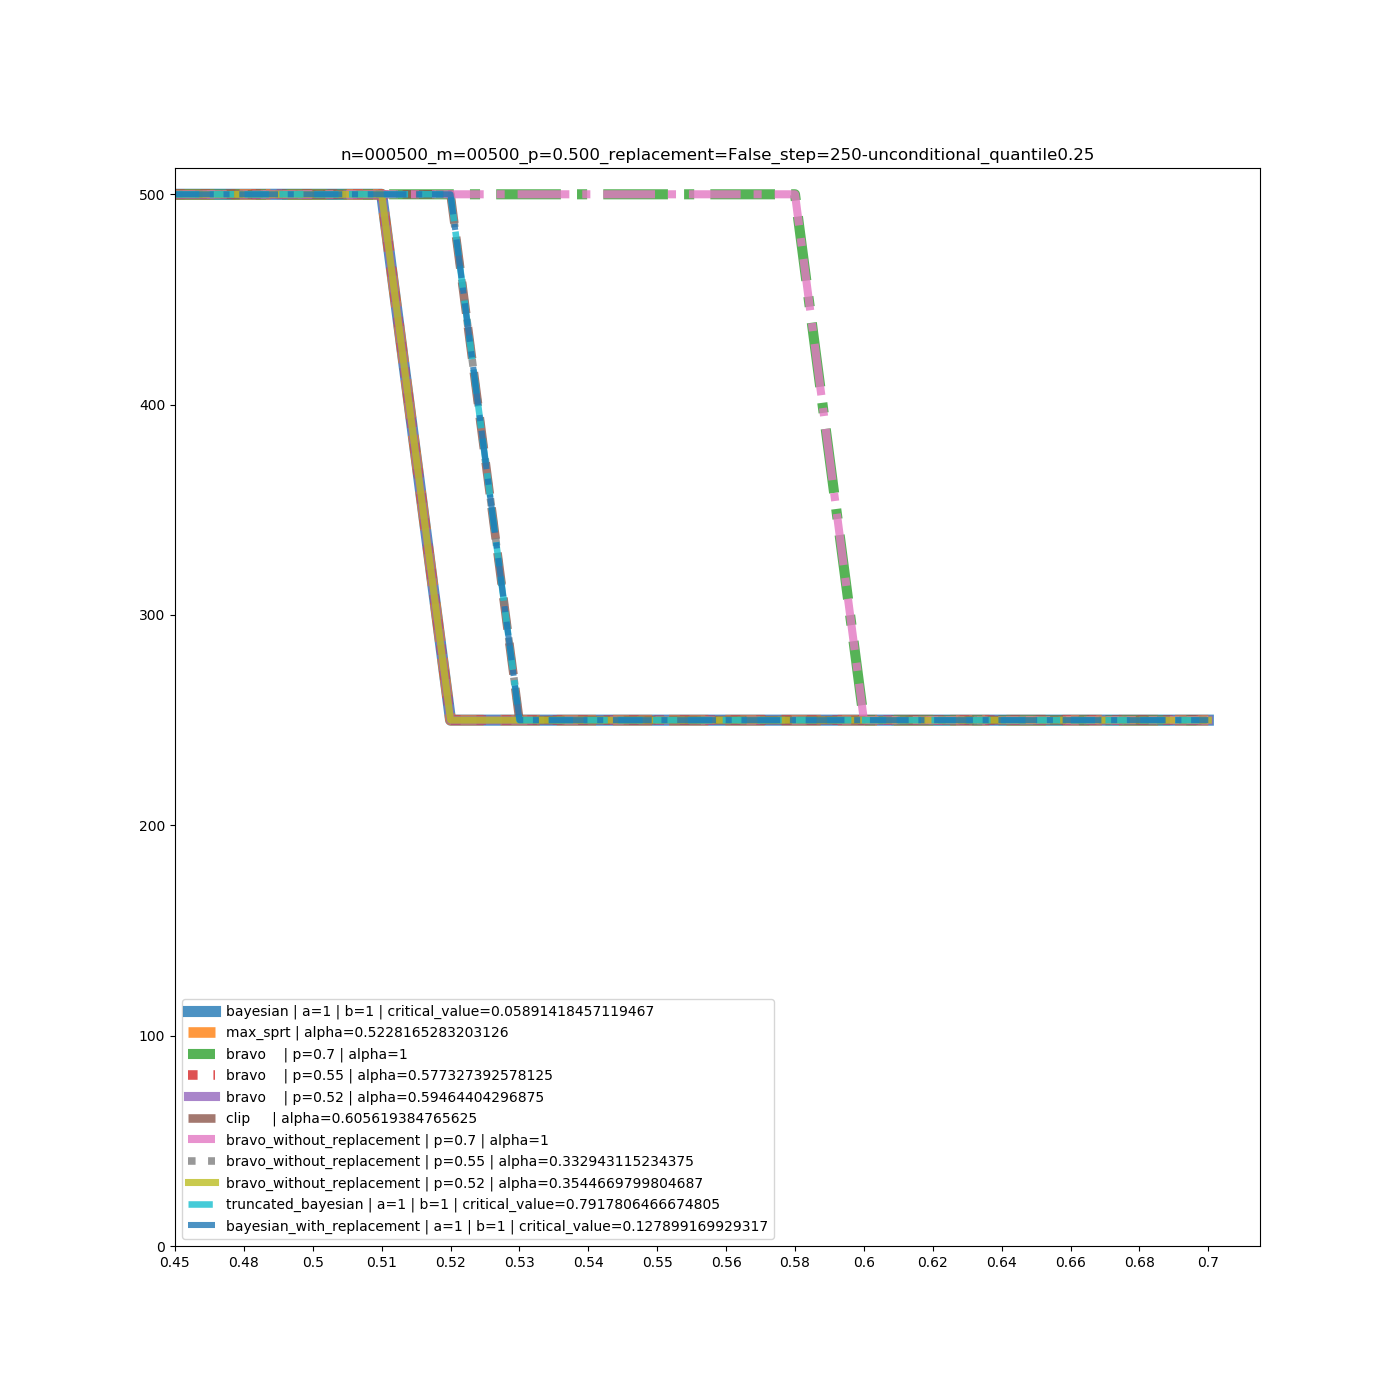 n=000500_m=00500_p=0.500_replacement=False_step=250-unconditional_quantile0.25
500
400
300
200
100
0
bayesian | a=1 | b=1 | critical_value=0.05891418457119467
max_sprt | alpha=0.5228165283203126
bravo    | p=0.7 | alpha=1
bravo    | p=0.55 | alpha=0.577327392578125
bravo    | p=0.52 | alpha=0.59464404296875
clip     | alpha=0.605619384765625
bravo_without_replacement | p=0.7 | alpha=1
bravo_without_replacement | p=0.55 | alpha=0.332943115234375
bravo_without_replacement | p=0.52 | alpha=0.3544669799804687
truncated_bayesian | a=1 | b=1 | critical_value=0.7917806466674805
bayesian_with_replacement | a=1 | b=1 | critical_value=0.127899169929317
0.45 0.48 0.5 0.51 0.52 0.53 0.54 0.55 0.56 0.58 0.6 0.62 0.64 0.66 0.68 0.7